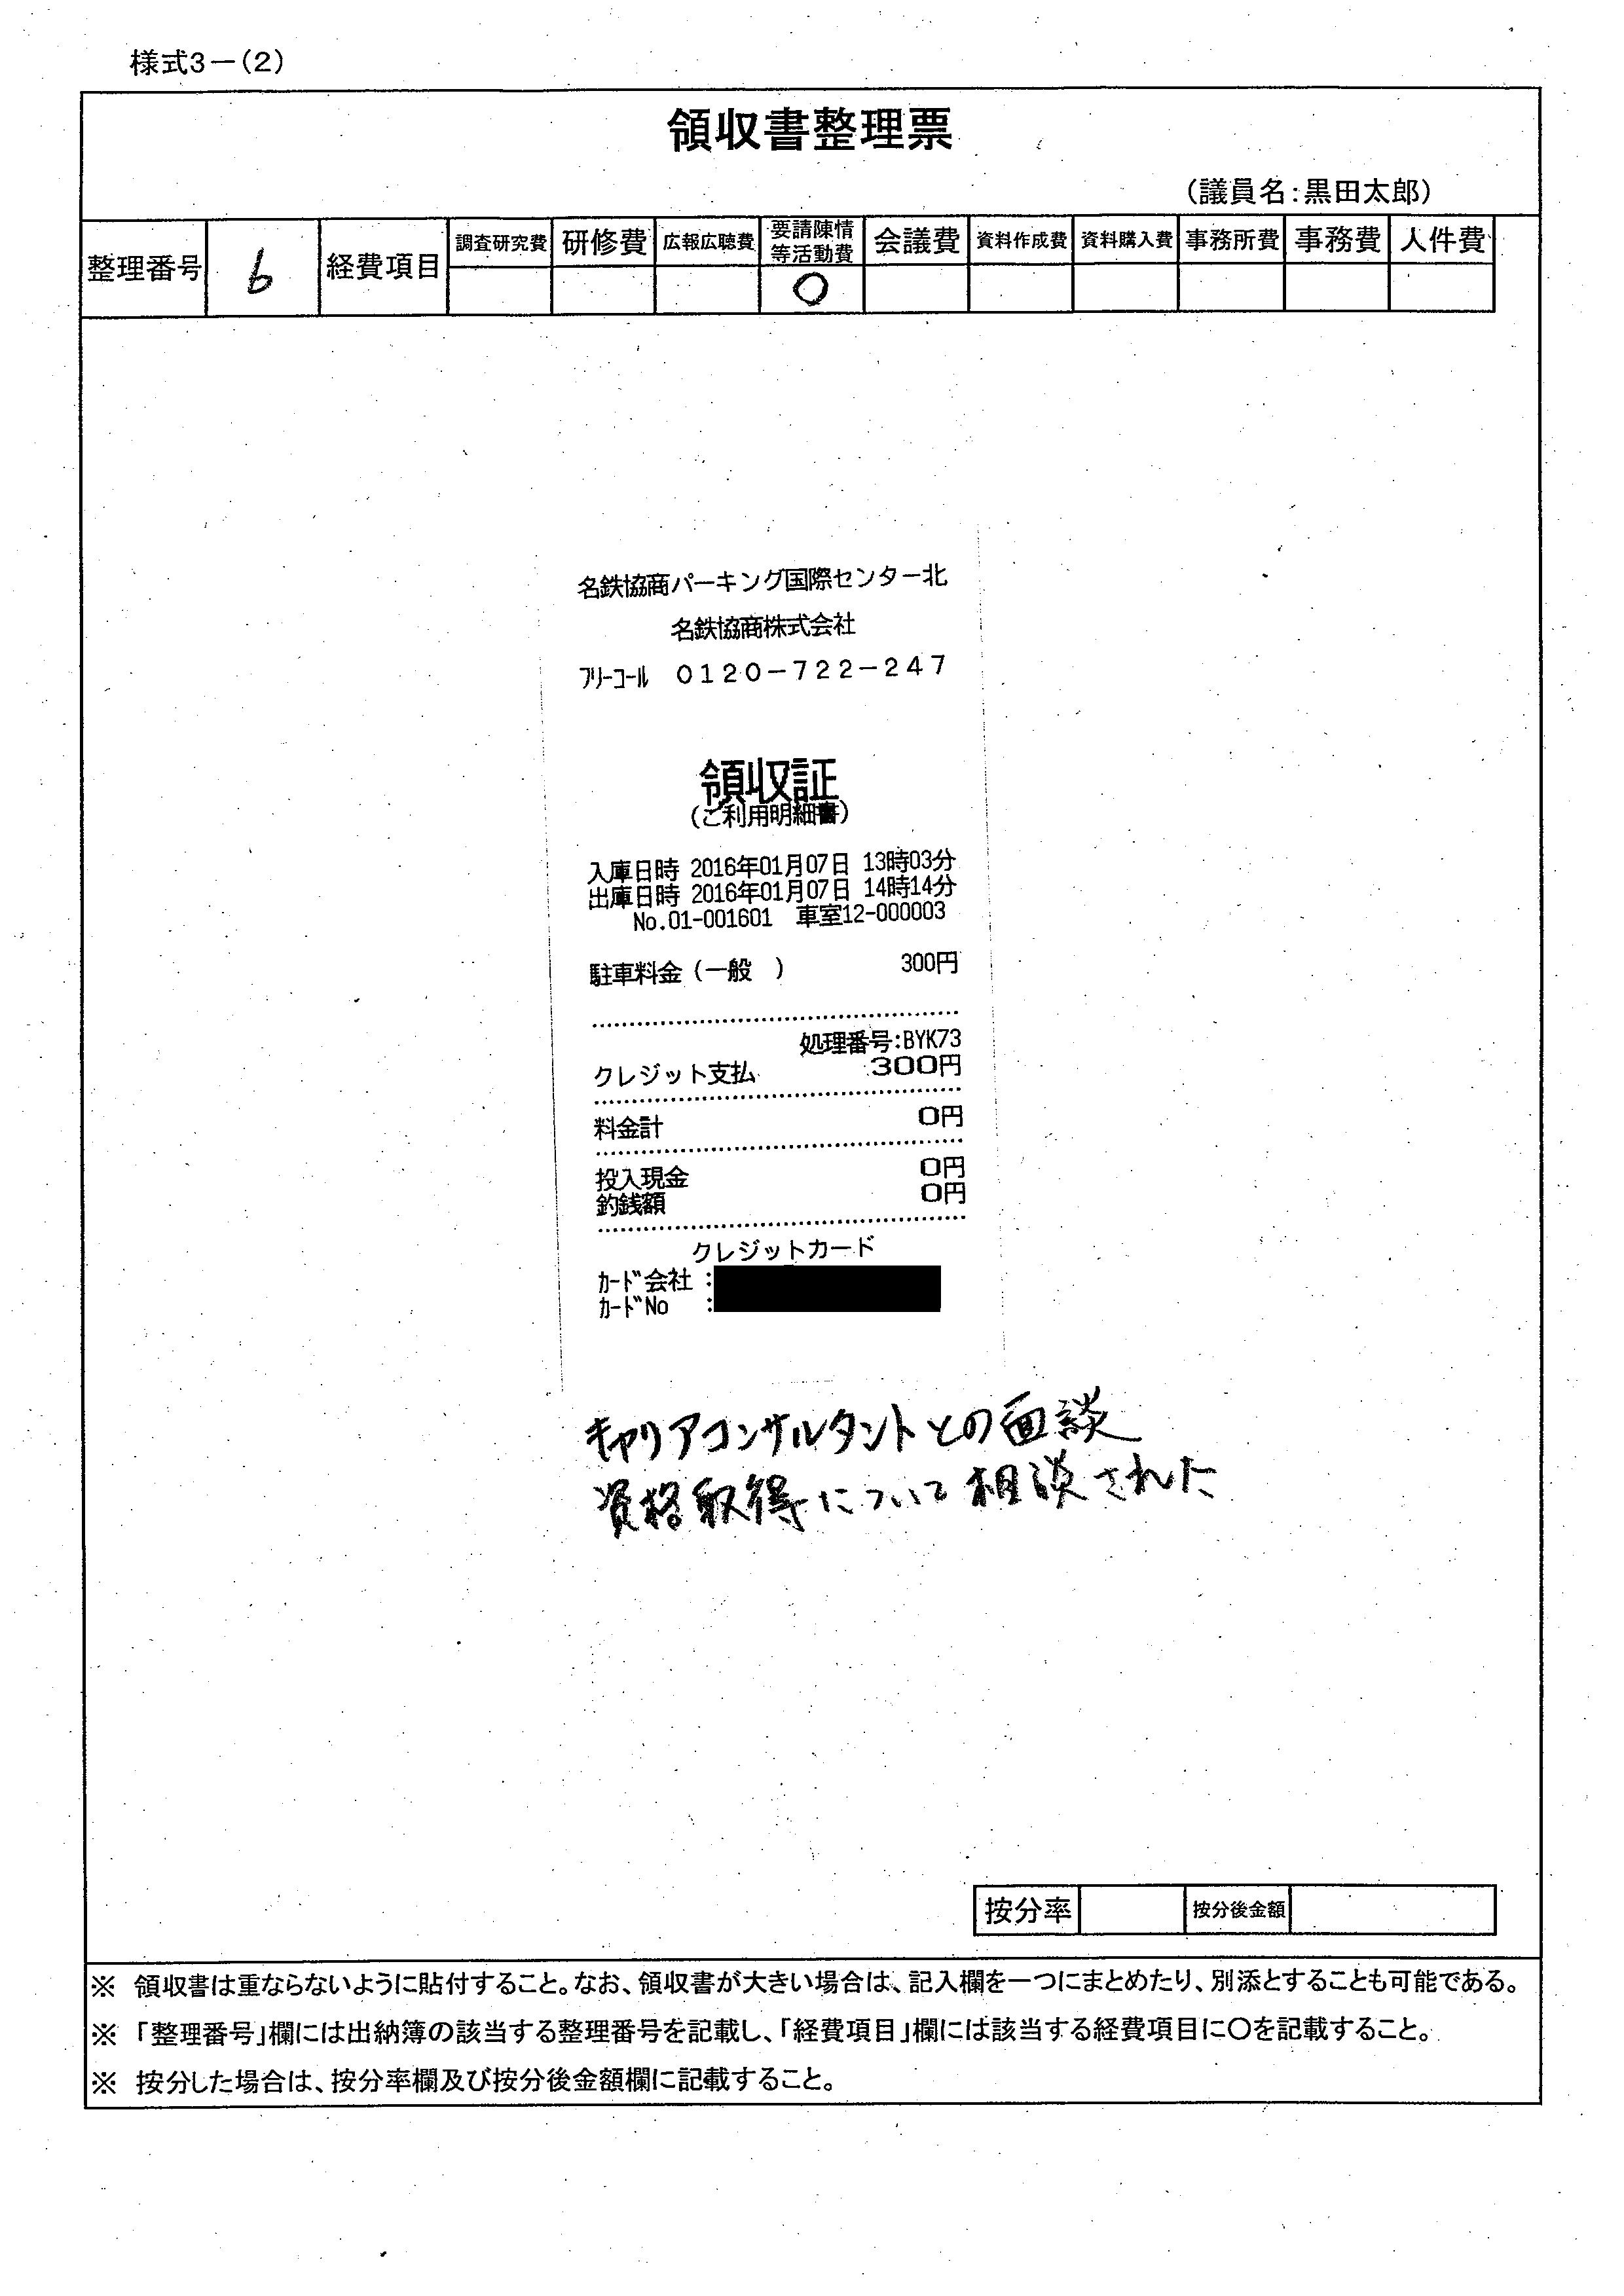 様式3－(2)
領収書整理票
(議員名:黒田太郎)
整理番号 6 経費項目 調査研究費 研修費 広報広聴費 要請陳情等活動費 会議費 資料作成費 資料購入費 事務所費 事務費 人件費
○
名鉄協商パーキング国際センター北
名鉄協商株式会社
ﾌﾘｰｺｰﾙ 0120-722-247
領収証
(ご利用明細書)
入庫日時 2016年01月07日 13時03分
出庫日時 2016年01月07日 14時14分
No.01-001601 車室12-000003
駐車料金(一般 ) 300円
処理番号:BYK73
クレジット支払 300円
料金計 0円
投入現金 0円
釣銭額 0円
クレジットカード
ｶｰﾄﾞ会社 :
ｶｰﾄﾞNo :
キャリアコンサルタントとの面談
資格取得について相談された
按分率 按分後金額
※ 領収書は重ならないように貼付すること。なお、領収書が大きい場合は、記入欄を一つにまとめたり、別添とすることも可能である。
※ 「整理番号」欄には出納簿の該当する整理番号を記載し、「経費項目」欄には該当する経費項目に○を記載すること。
※ 按分した場合は、按分率欄及び按分後金額欄に記載すること。